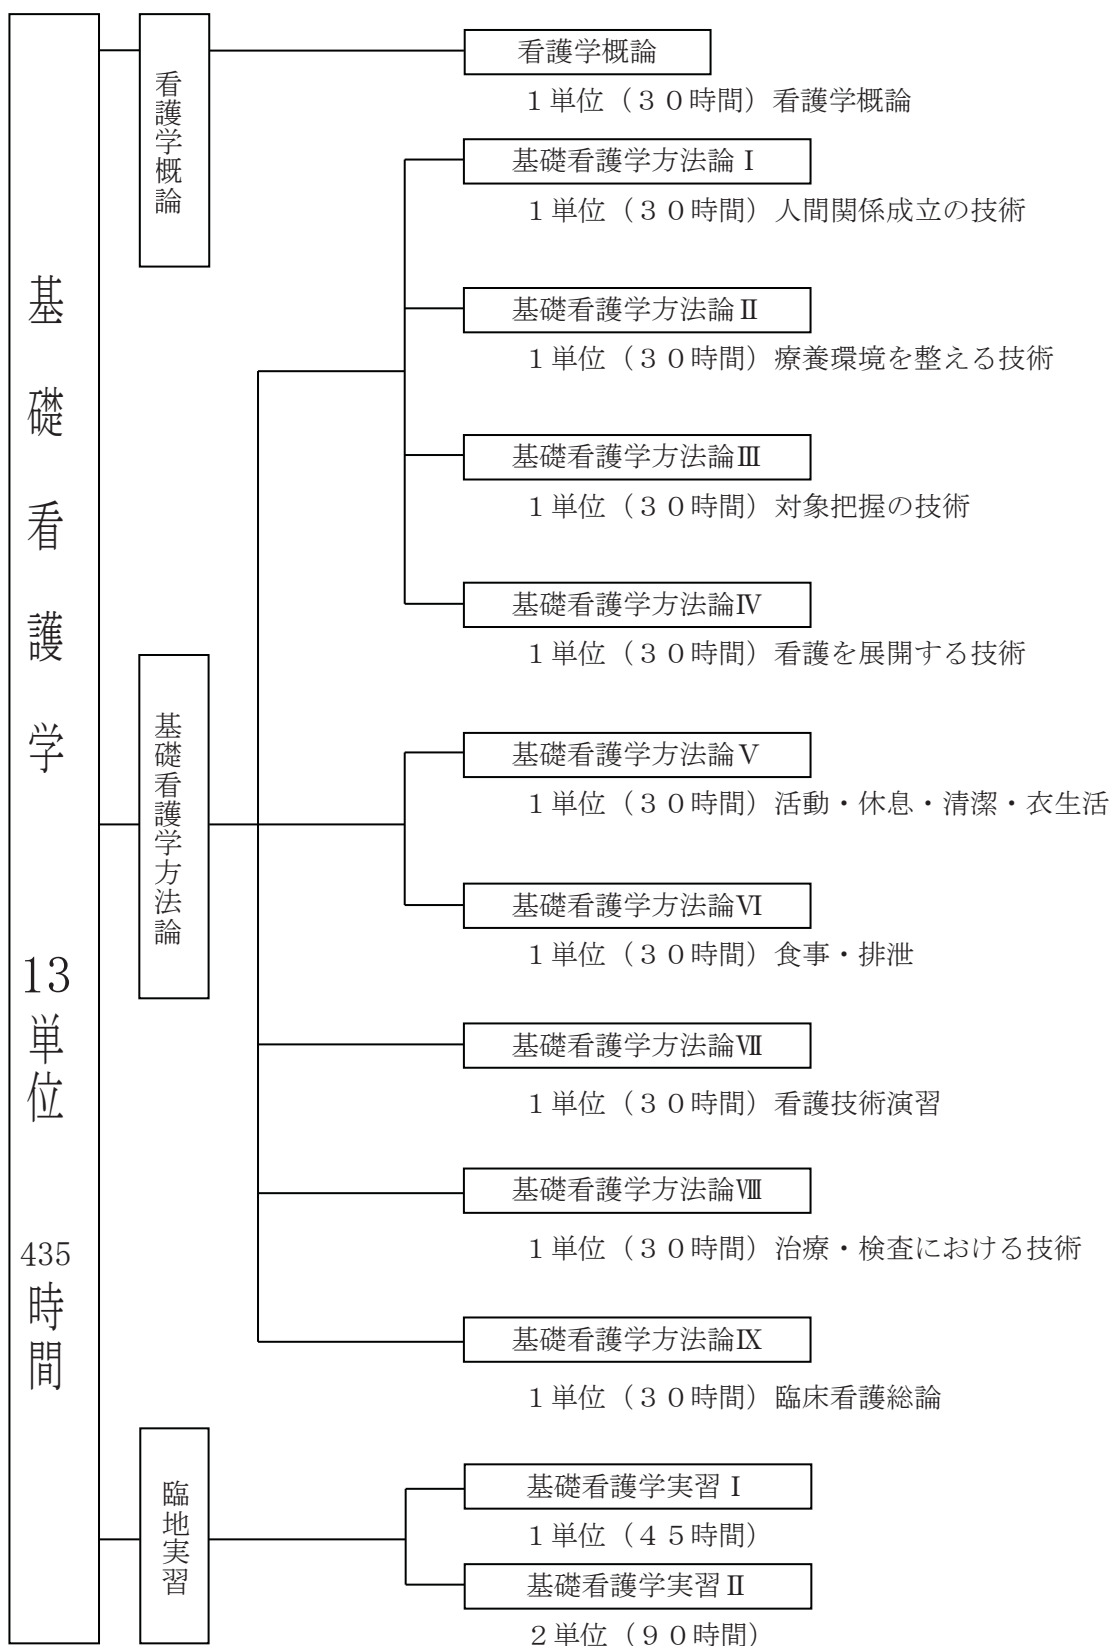 基礎看護学 13単位 435時間
看護学概論
看護学概論
1単位（３０時間）看護学概論
基礎看護学方法論
基礎看護学方法論Ⅰ
1単位（３０時間）人間関係成立の技術
基礎看護学方法論Ⅱ
1単位（３０時間）療養環境を整える技術
基礎看護学方法論Ⅲ
1単位（３０時間）対象把握の技術
基礎看護学方法論Ⅳ
1単位（３０時間）看護を展開する技術
基礎看護学方法論Ⅴ
1単位（３０時間）活動・休息・清潔・衣生活
基礎看護学方法論Ⅵ
1単位（３０時間）食事・排泄
基礎看護学方法論Ⅶ
1単位（３０時間）看護技術演習
基礎看護学方法論Ⅷ
1単位（３０時間）治療・検査における技術
基礎看護学方法論Ⅸ
1単位（３０時間）臨床看護総論
臨地実習
基礎看護学実習Ⅰ
1単位（４５時間）
基礎看護学実習Ⅱ
2単位（９０時間）